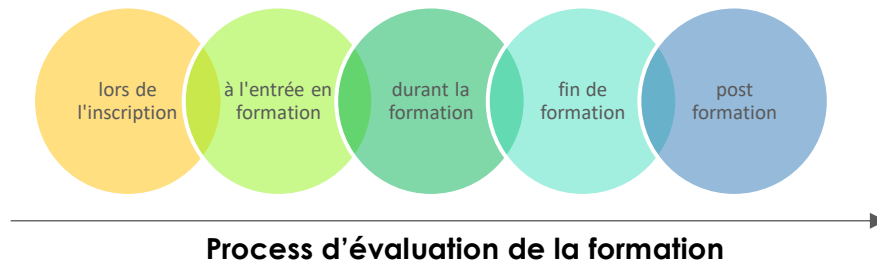 lors de
l'inscription
à l'entrée en
formation
durant la
formation
fin de
formation
post
formation
Process d’évaluation de la formation